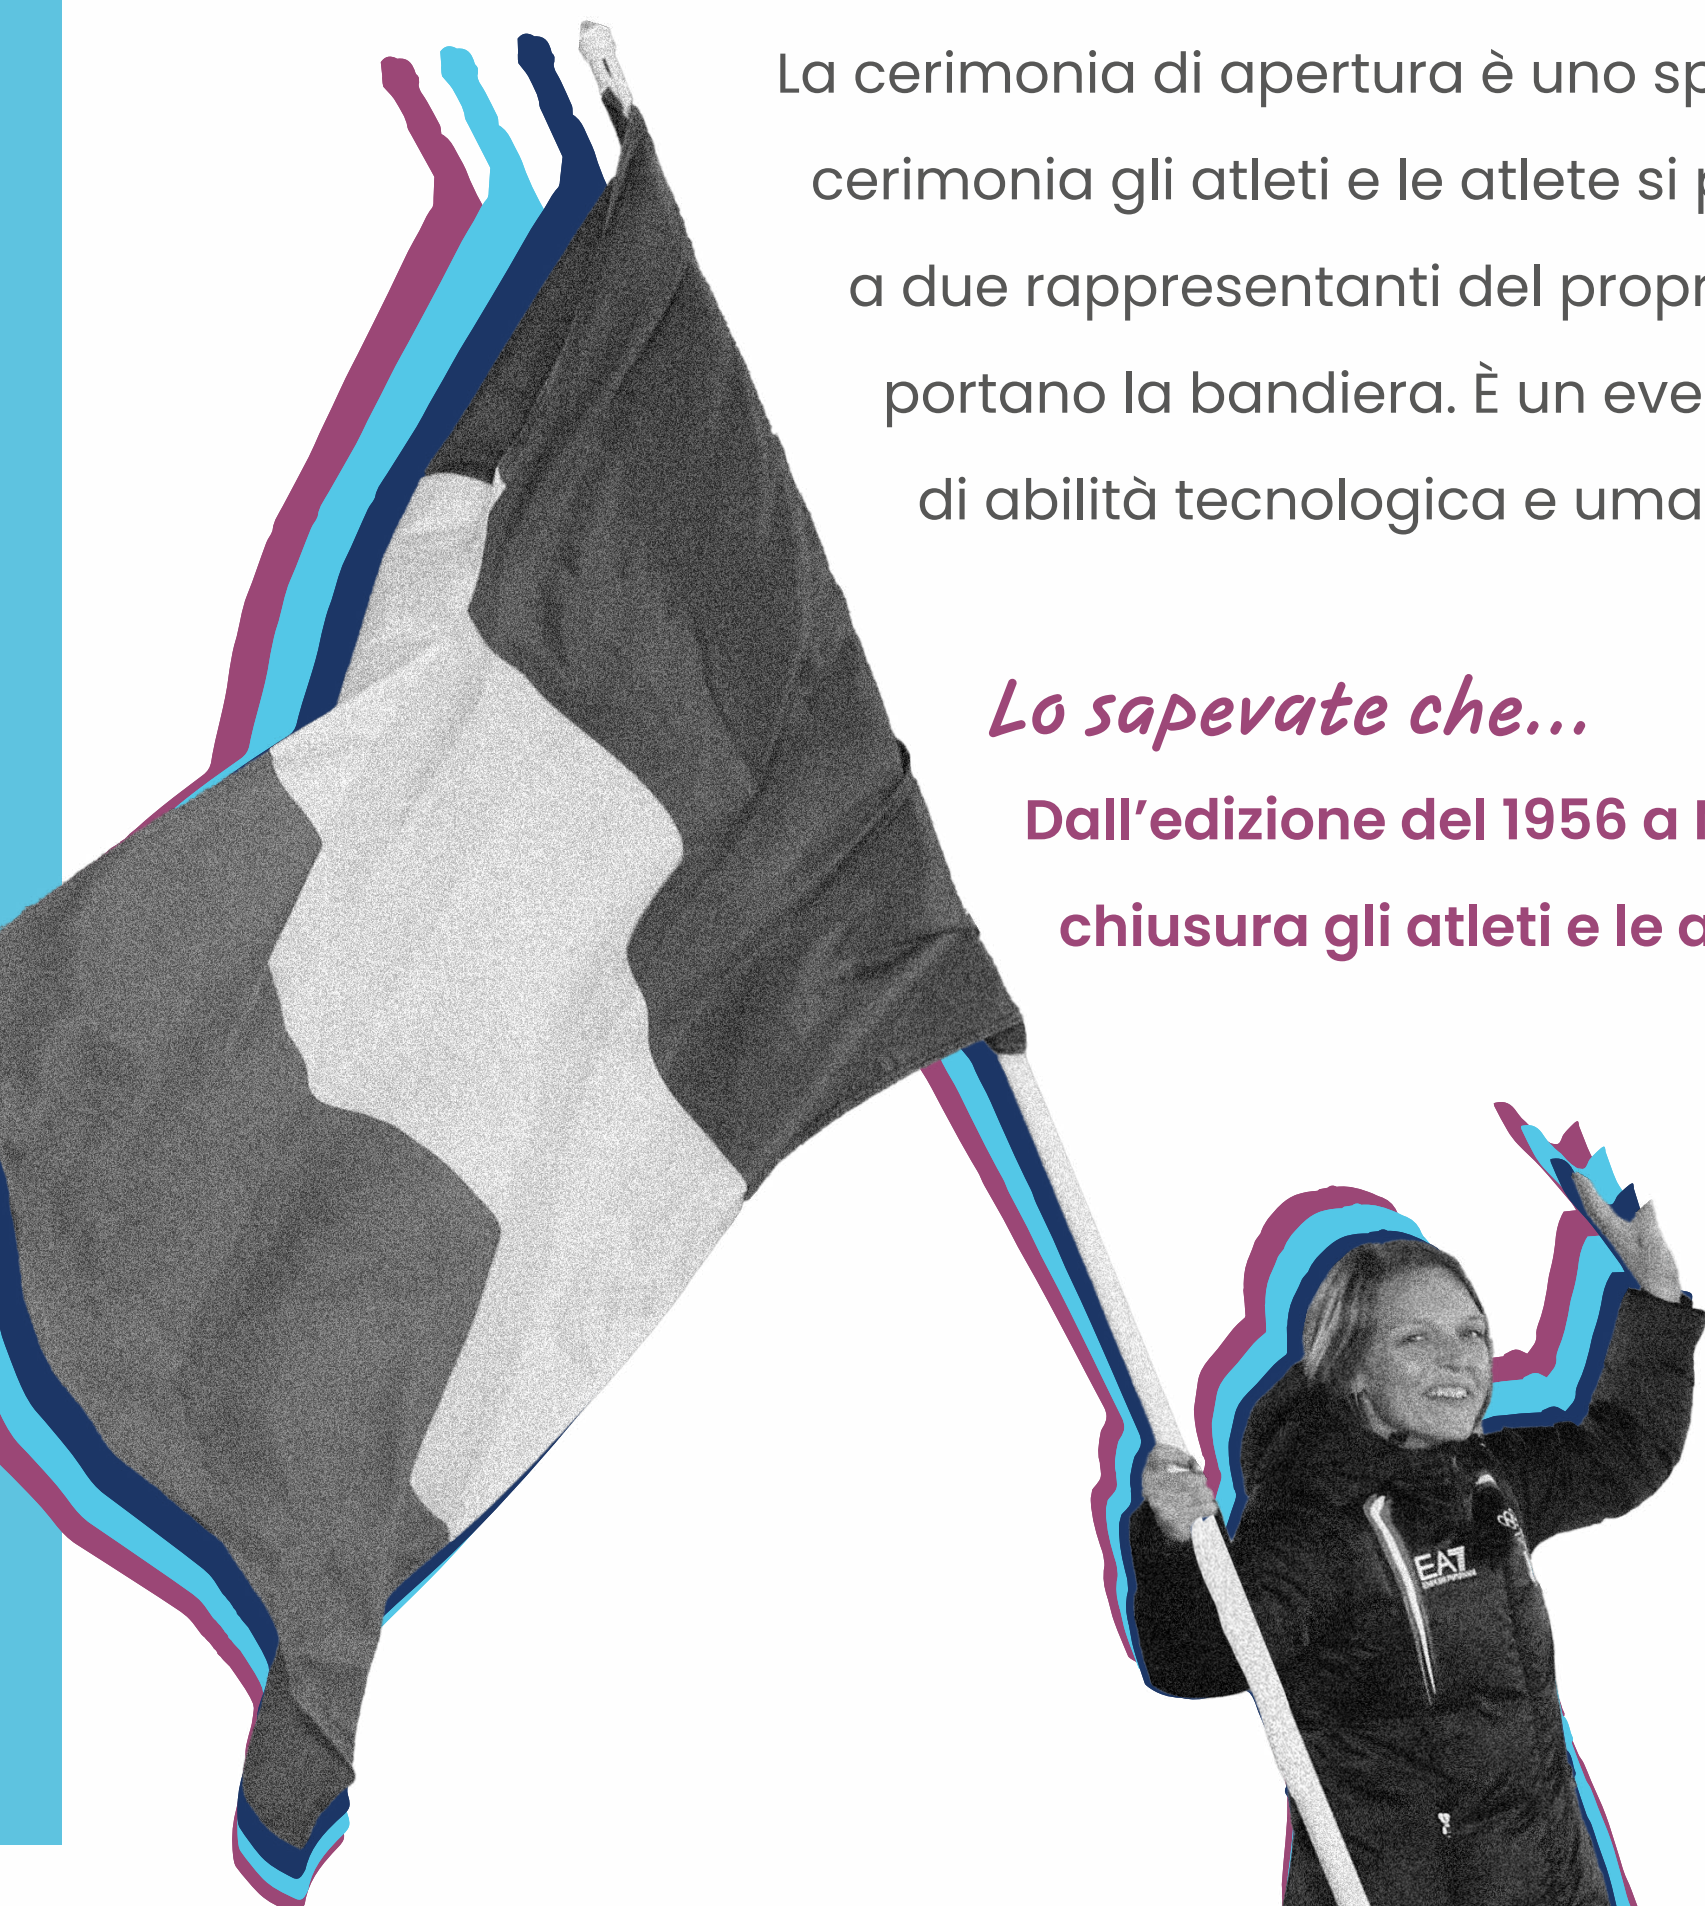 La cerimonia di apertura è uno sp
cerimonia gli atleti e le atlete si p
a due rappresentanti del propr
portano la bandiera. È un eve
di abilità tecnologica e uma
Lo sapevate che...
Dall'edizione del 1956 a
chiusura gli atleti e le a
EA7